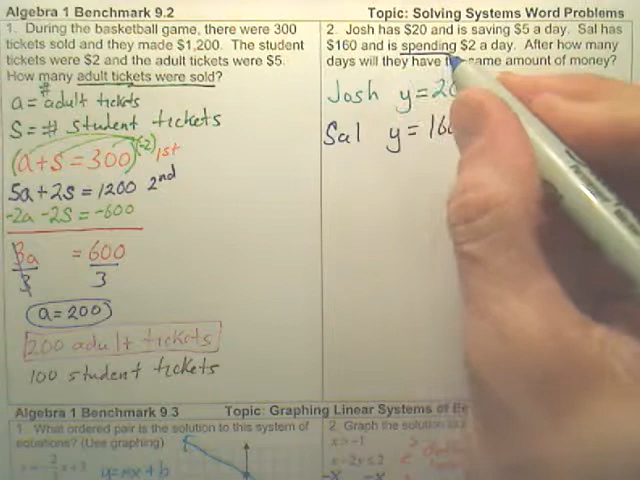 Algebra 1 Benchmark 9.2
Topic: Solving Systems Word Problems
1. During the basketball game, there were 300
tickets sold and they made $1,200. The student
tickets were $2 and the adult tickets were $5.
How many adult tickets were sold?
a = # adult tickets
S = # student tickets
(a + s = 300)(-2) 1st
5a + 2s = 1200 2nd
-2a - 2s = -600
3a = 600
3 3
a = 200
200 adult tickets
100 student tickets
2. Josh has $20 and is saving $5 a day. Sal has
$160 and is spending $2 a day. After how many
days will they have same amount of money?
Josh y = 20
Sal y = 16
Algebra 1 Benchmark 9.3
Topic: Graphing Linear Systems of
1. What ordered pair is the solution to this system of
equations? (Use graphing)
y = mx + b
2. Graph the solution
x > -1
x - 2y ≤ 2
-x -x